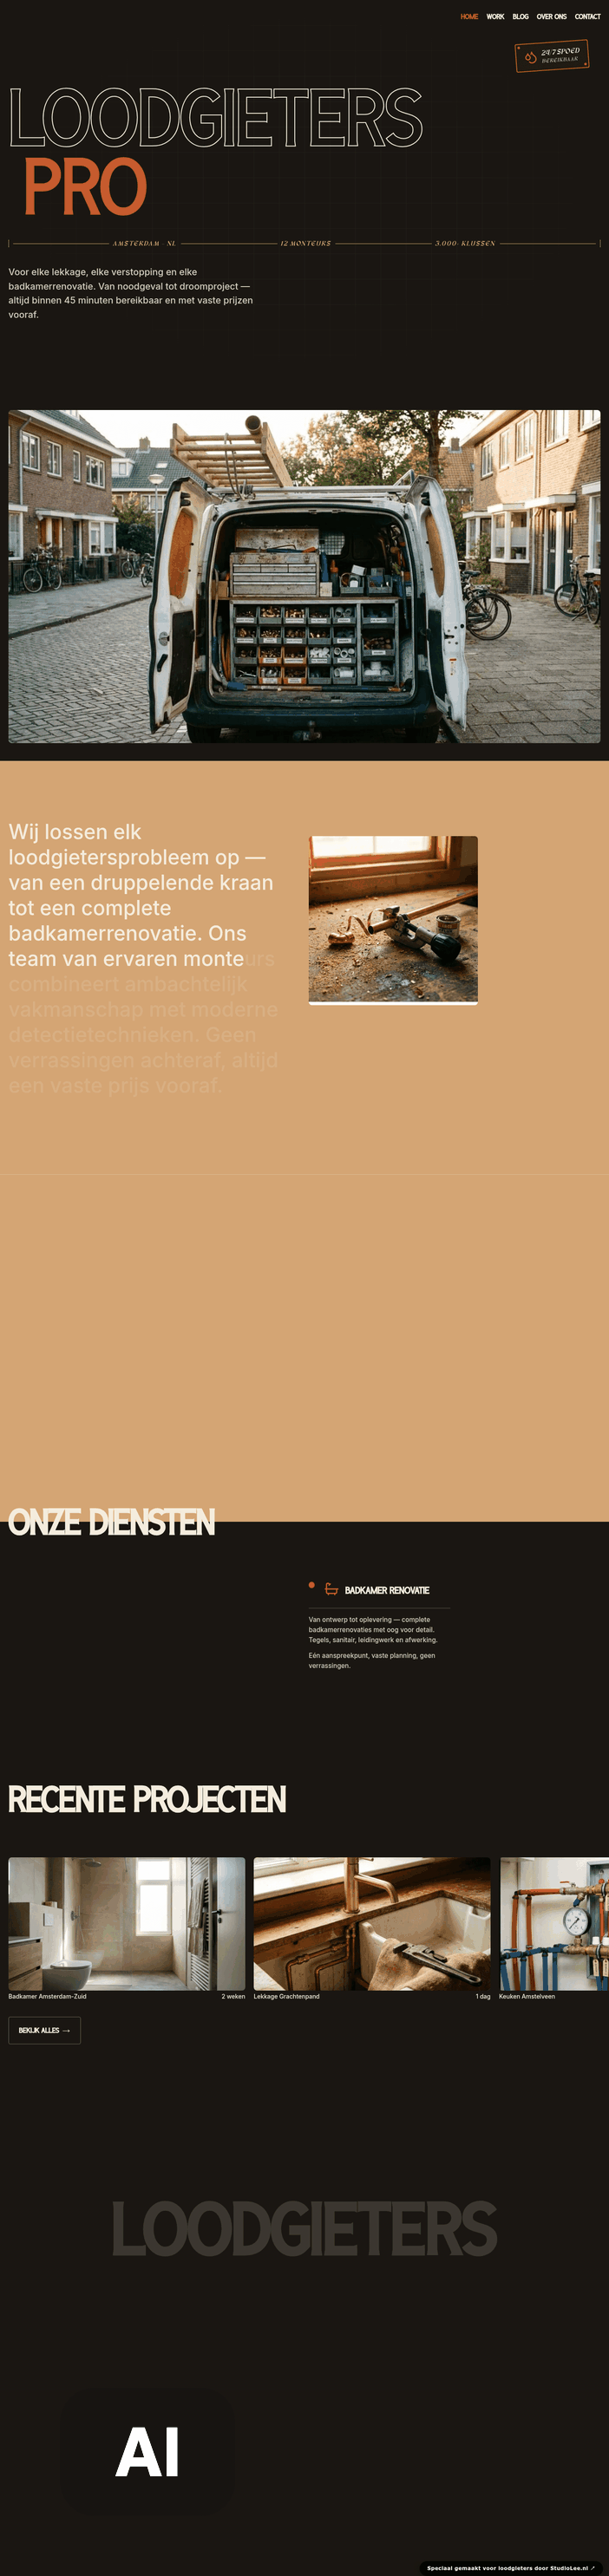 HOME WORK BLOG OVER ONS CONTACT
24/7 SPOED
BEREIKBAAR
LOODGIETERS
PRO
AMSTERDAM · NL 12 MONTEURS 3.000+ KLUSSEN
Voor elke lekkage, elke verstopping en elke
badkamerrenovatie. Van noodgeval tot droomproject —
altijd binnen 45 minuten bereikbaar en met vaste prijzen
vooraf.
Wij lossen elk
loodgietersprobleem op —
van een druppelende kraan
tot een complete
badkamerrenovatie. Ons
team van ervaren monteurs
combineert ambachtelijk
vakmanschap met moderne
detectietechnieken. Geen
verrassingen achteraf, altijd
een vaste prijs vooraf.
ONZE DIENSTEN
BADKAMER RENOVATIE
Van ontwerp tot oplevering — complete
badkamerrenovaties met oog voor detail.
Tegels, sanitair, leidingwerk en afwerking.
Eén aanspreekpunt, vaste planning, geen
verrassingen.
RECENTE PROJECTEN
Badkamer Amsterdam-Zuid 2 weken
Lekkage Grachtenpand 1 dag
Keuken Amstelveen
BEKIJK ALLES →
LOODGIETERS
AI
Speciaal gemaakt voor loodgieters door StudioLee.nl ↗